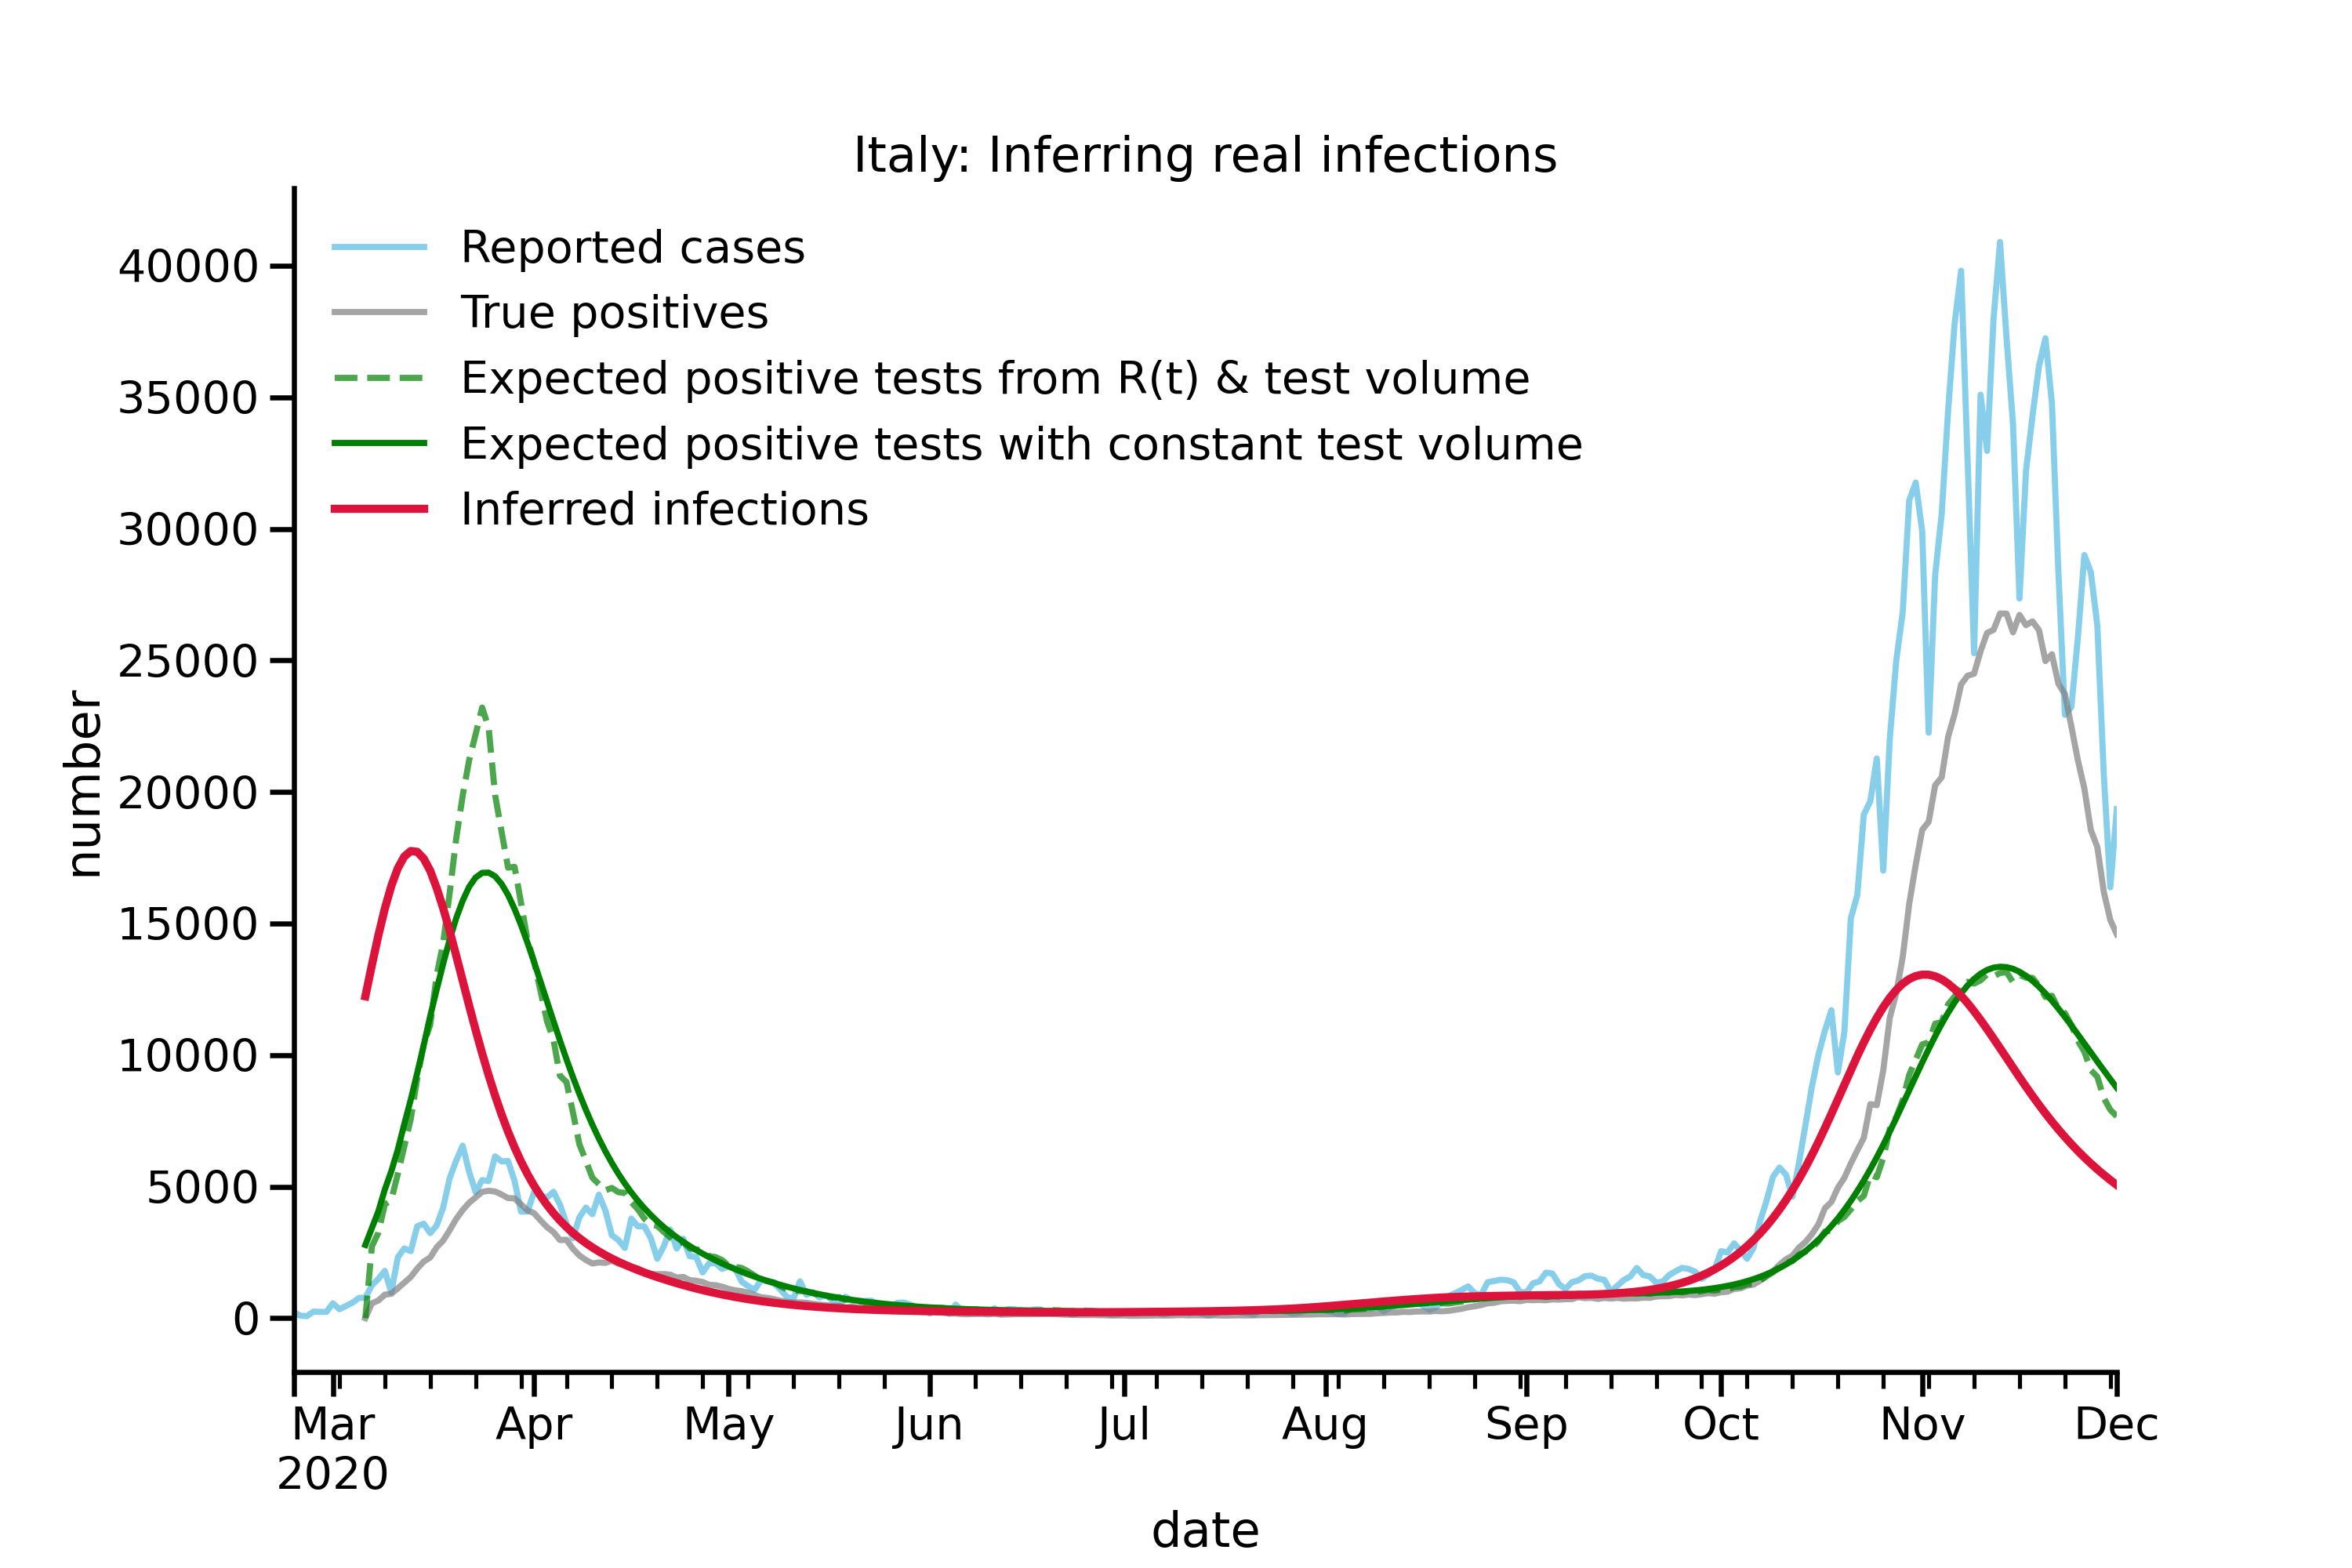 Italy: Inferring real infections
Reported cases
True positives
Expected positive tests from R(t) & test volume
Expected positive tests with constant test volume
Inferred infections
number
40000
35000
30000
25000
20000
15000
10000
5000
0
Mar Apr May Jun Jul Aug Sep Oct Nov Dec
2020
date